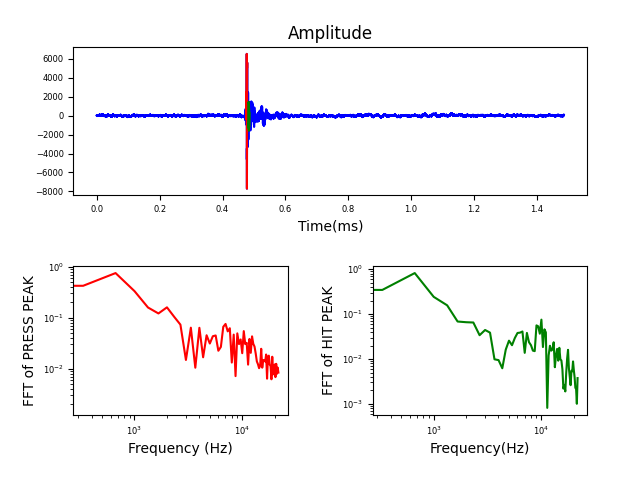 Amplitude
6000
4000
2000
0
−2000
−4000
−6000
−8000
0.0 0.2 0.4 0.6 0.8 1.0 1.2 1.4
Time(ms)
FFT of PRESS PEAK
10⁰
10⁻¹
10⁻²
10³ 10⁴
Frequency (Hz)
FFT of HIT PEAK
10⁰
10⁻¹
10⁻²
10⁻³
10³ 10⁴
Frequency(Hz)